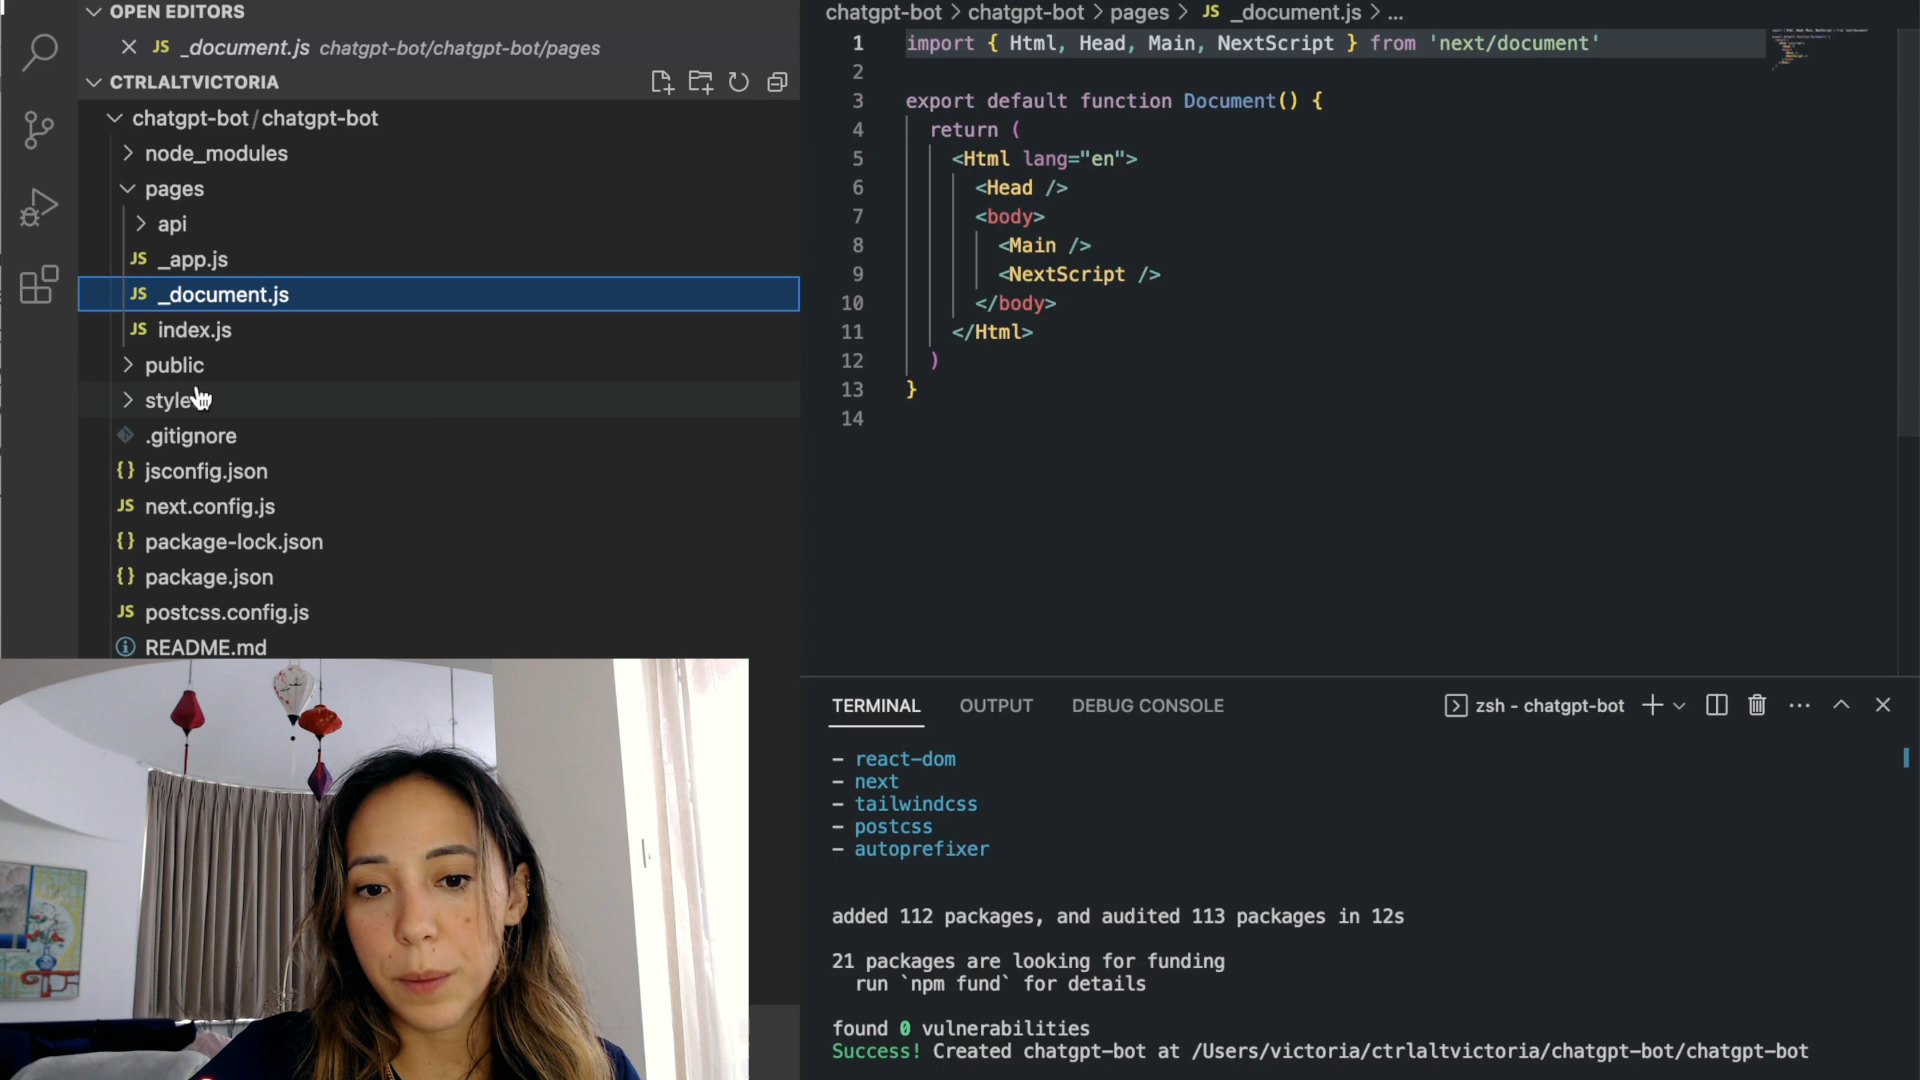 OPEN EDITORS
JS _document.js chatgpt-bot/chatgpt-bot/pages
CTRLALTVICTORIA
chatgpt-bot/chatgpt-bot
node_modules
pages
api
JS _app.js
JS _document.js
JS index.js
public
style
.gitignore
{} jsconfig.json
JS next.config.js
{} package-lock.json
{} package.json
JS postcss.config.js
README.md
chatgpt-bot > chatgpt-bot > pages > JS _document.js > ...
1 import { Html, Head, Main, NextScript } from 'next/document'
2
3 export default function Document() {
4 return (
5 <Html lang="en">
6 <Head />
7 <body>
8 <Main />
9 <NextScript />
10 </body>
11 </Html>
12 )
13 }
14
TERMINAL OUTPUT DEBUG CONSOLE zsh - chatgpt-bot
- react-dom
- next
- tailwindcss
- postcss
- autoprefixer
added 112 packages, and audited 113 packages in 12s
21 packages are looking for funding
run `npm fund` for details
found 0 vulnerabilities
Success! Created chatgpt-bot at /Users/victoria/ctrlaltvictoria/chatgpt-bot/chatgpt-bot